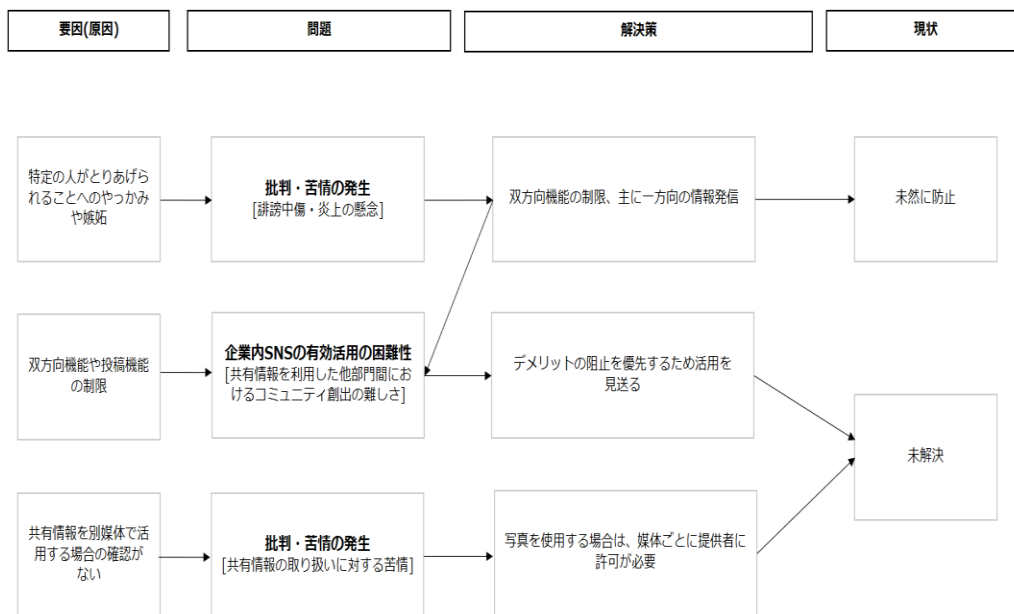 要因(原因)
問題
解決策
現状
特定の人がとりあげら
れることへのやっかみ
や嫉妬
批判・苦情の発生
[誹謗中傷・炎上の懸念]
双方向機能の制限、主に一方向の情報発信
未然に防止
双方向機能や投稿機能
の制限
企業内SNSの有効活用の困難性
[共有情報を利用した他部門間にお
けるコミュニティ創出の難しさ]
デメリットの阻止を優先するため活用を
見送る
未解決
共有情報を別媒体で活
用する場合の確認が
ない
批判・苦情の発生
[共有情報の取り扱いに対する苦情]
写真を使用する場合は、媒体ごとに提供者に
許可が必要